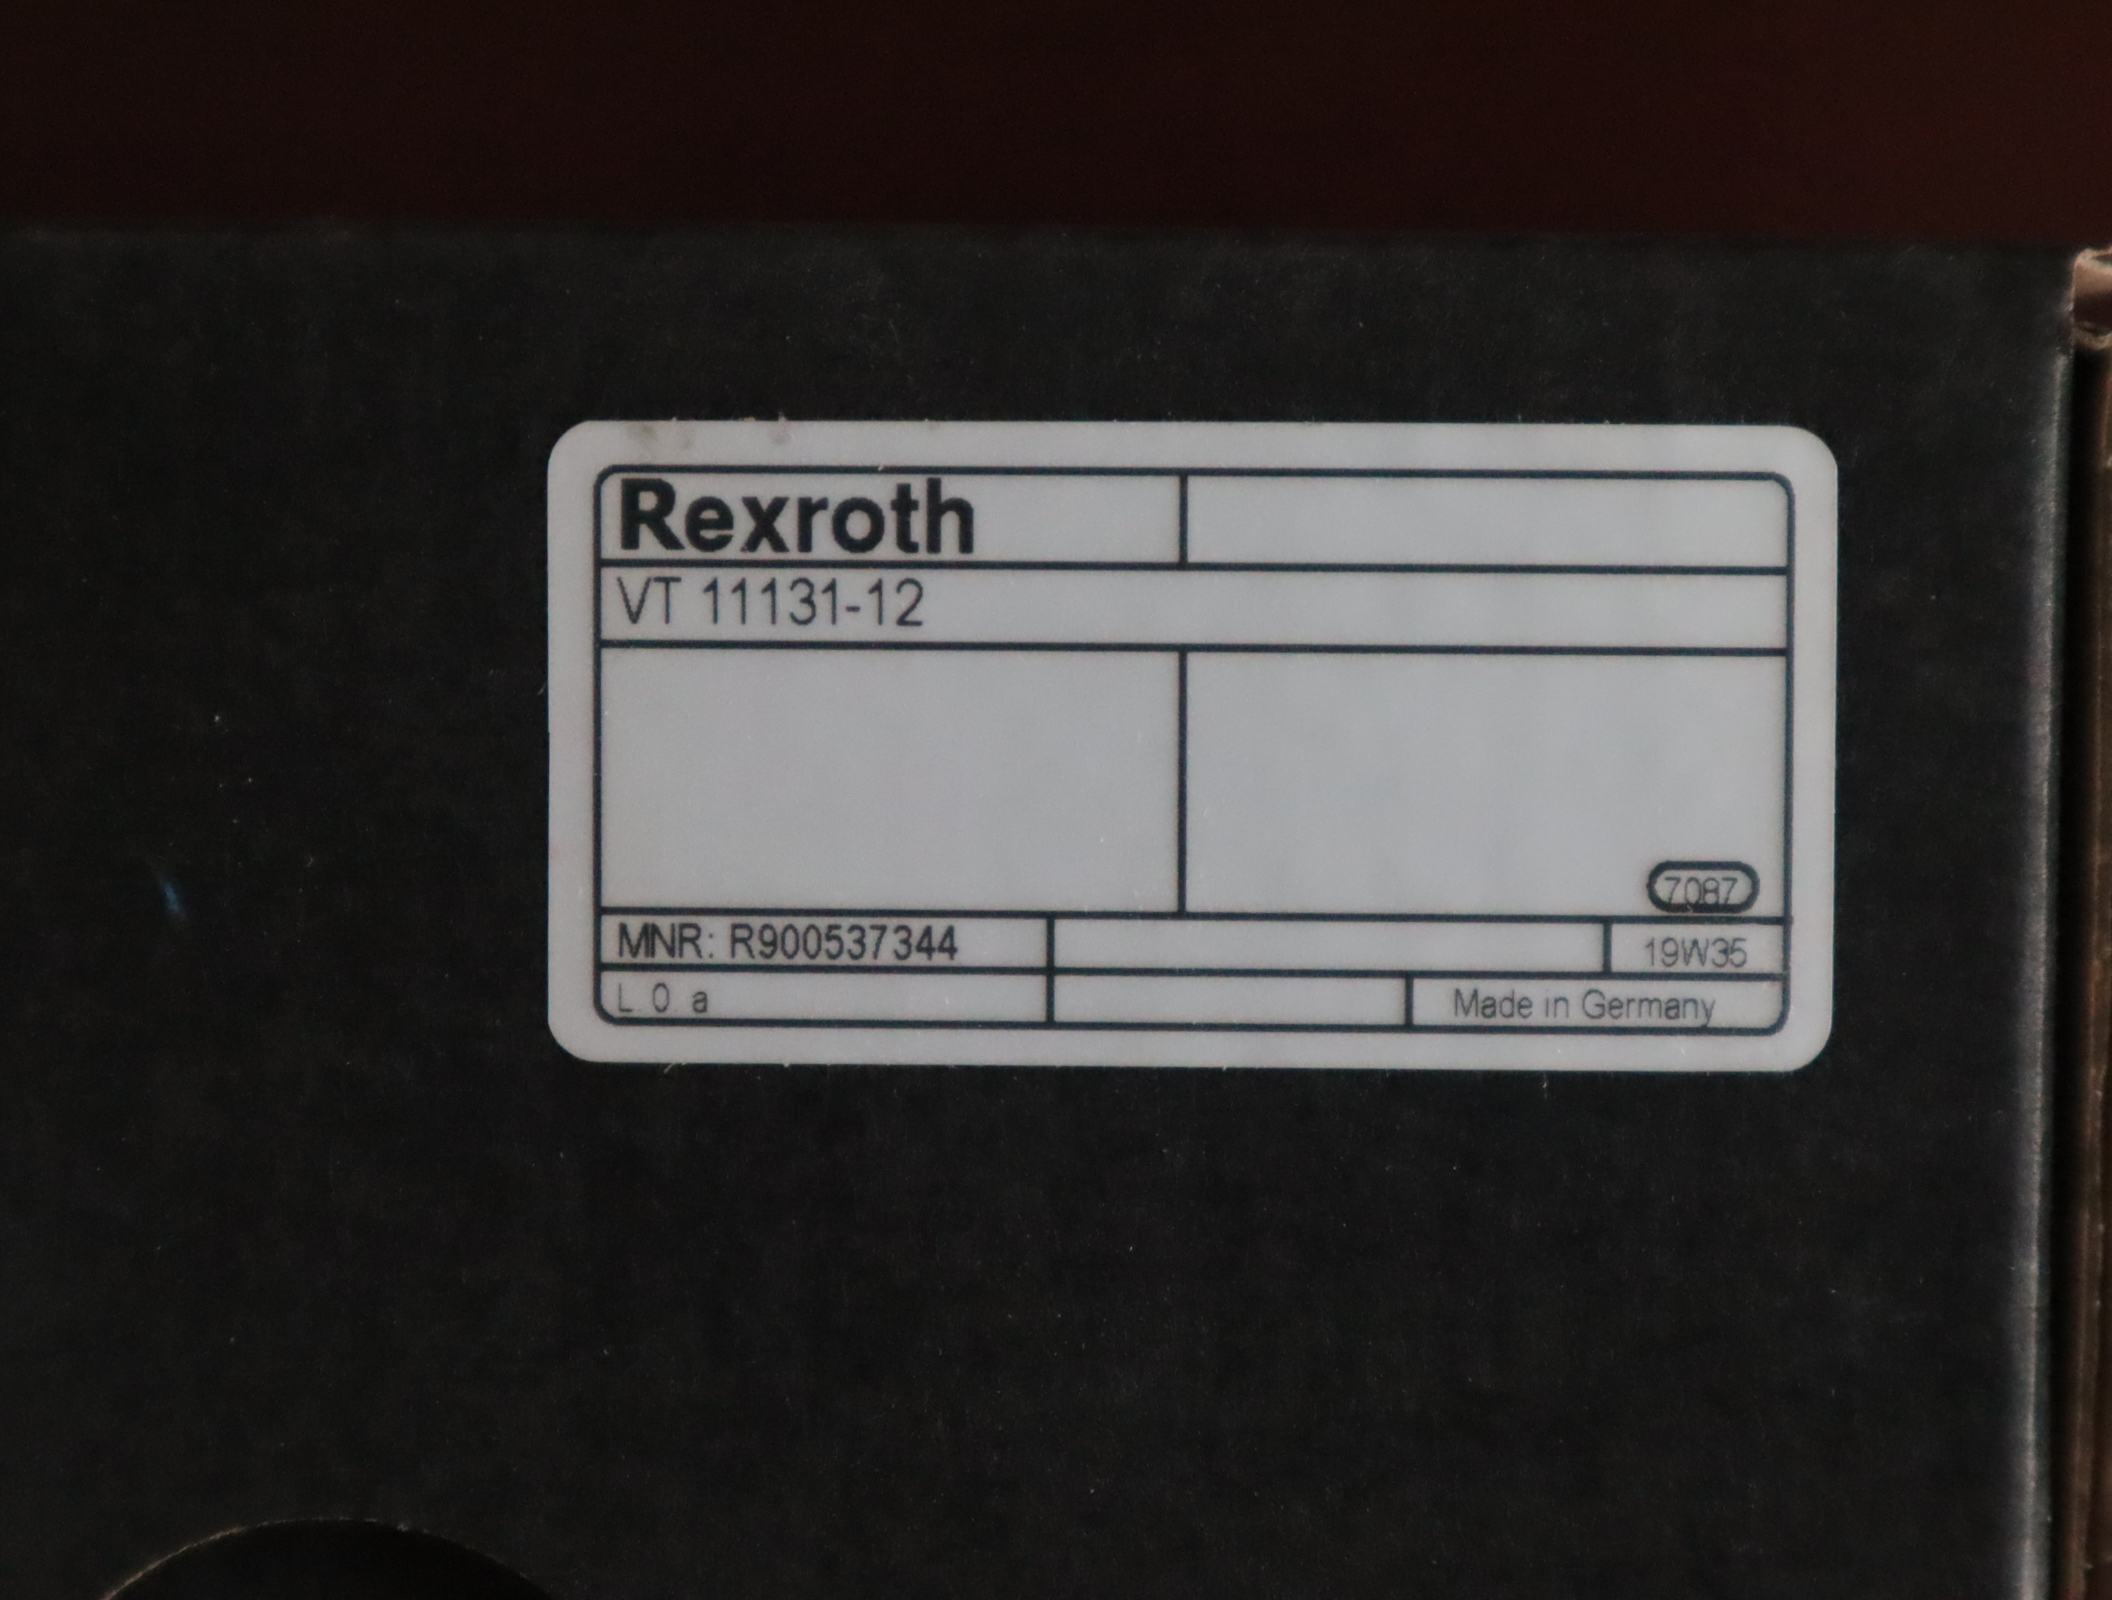 Rexroth
VT 11131-12
7087
MNR: R900537344
19W35
L. 0. a
Made in Germany